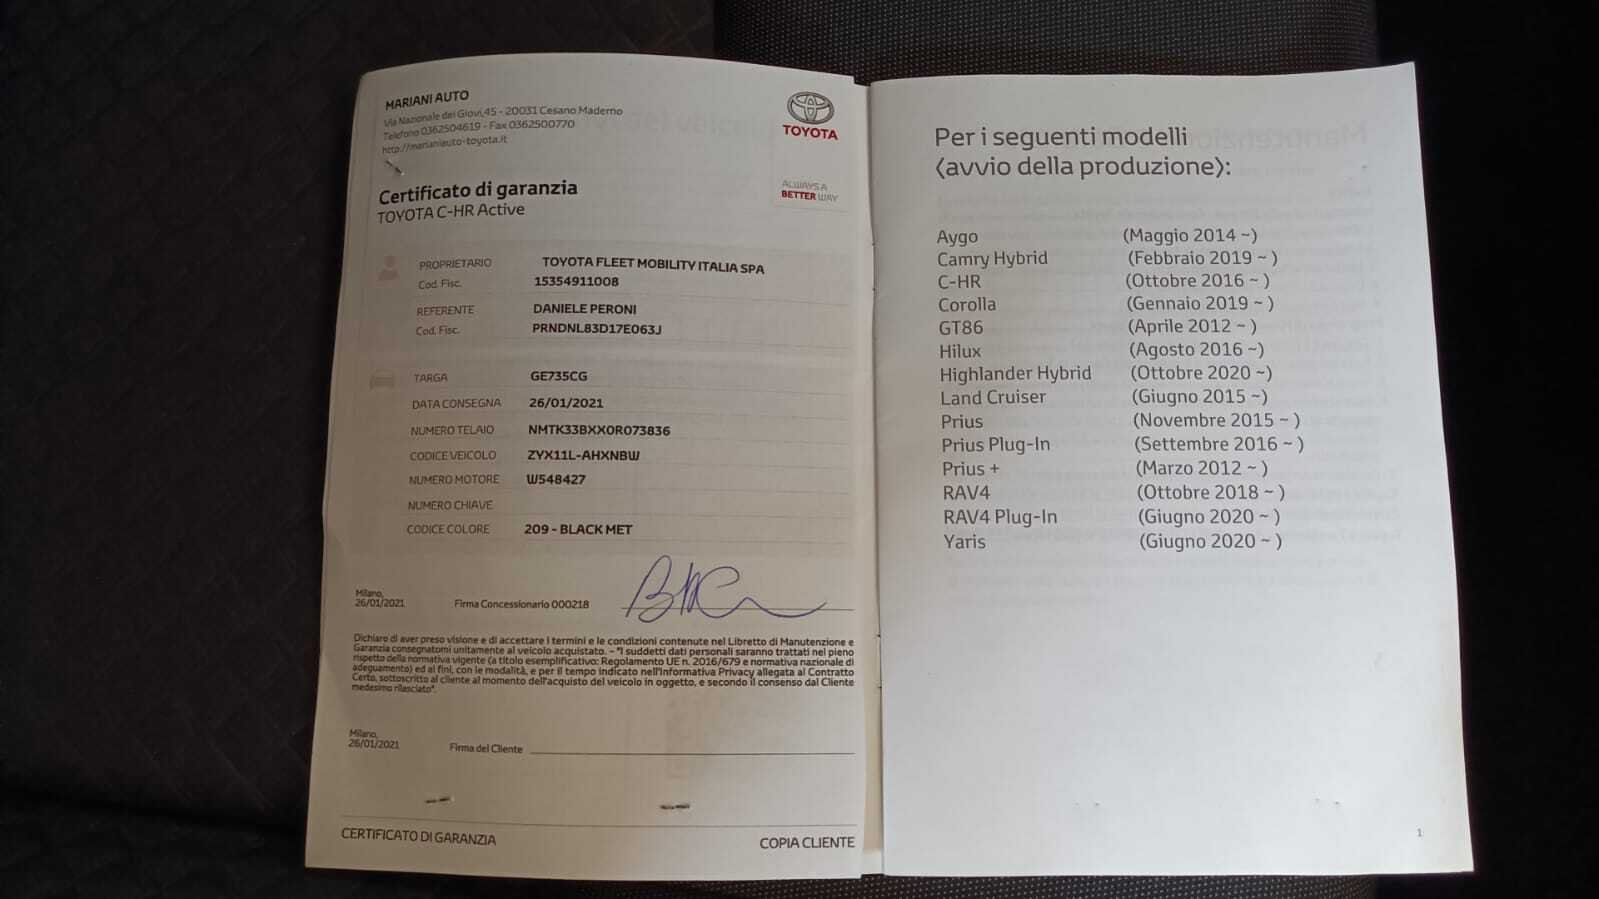 MARIANI AUTO
Via Nazionale dei Giovi,45 - 20031 Cesano Maderno
Telefono 0362504619 - Fax 0362500770
http://marianiauto-toyota.it
TOYOTA
ALWAYS A
BETTER WAY
Certificato di garanzia
TOYOTA C-HR Active
PROPRIETARIO TOYOTA FLEET MOBILITY ITALIA SPA
Cod. Fisc. 15354911008
REFERENTE DANIELE PERONI
Cod. Fisc. PRNDNL83D17E063J
TARGA GE735CG
DATA CONSEGNA 26/01/2021
NUMERO TELAIO NMTK33BXX0R073836
CODICE VEICOLO ZYX11L-AHXNBW
NUMERO MOTORE W548427
NUMERO CHIAVE
CODICE COLORE 209 - BLACK MET
Milano,
26/01/2021 Firma Concessionario 000218
Dichiaro di aver preso visione e di accettare i termini e le condizioni contenute nel Libretto di Manutenzione e
Garanzia consegnatomi unitamente al veicolo acquistato. - "I suddetti dati personali saranno trattati nel pieno
rispetto della normativa vigente (a titolo esemplificativo: Regolamento UE n. 2016/679 e normativa nazionale di
adeguamento) ed ai fini, con le modalità, e per il tempo indicato nell'Informativa Privacy allegata al Contratto
Certo, sottoscritto al cliente al momento dell'acquisto del veicolo in oggetto, e secondo il consenso dal Cliente
medesimo rilasciato".
Milano,
26/01/2021 Firma del Cliente
CERTIFICATO DI GARANZIA COPIA CLIENTE
Per i seguenti modelli
(avvio della produzione):
Aygo (Maggio 2014 ~)
Camry Hybrid (Febbraio 2019 ~ )
C-HR (Ottobre 2016 ~ )
Corolla (Gennaio 2019 ~ )
GT86 (Aprile 2012 ~ )
Hilux (Agosto 2016 ~)
Highlander Hybrid (Ottobre 2020 ~)
Land Cruiser (Giugno 2015 ~)
Prius (Novembre 2015 ~ )
Prius Plug-In (Settembre 2016 ~ )
Prius + (Marzo 2012 ~ )
RAV4 (Ottobre 2018 ~ )
RAV4 Plug-In (Giugno 2020 ~ )
Yaris (Giugno 2020 ~ )
1